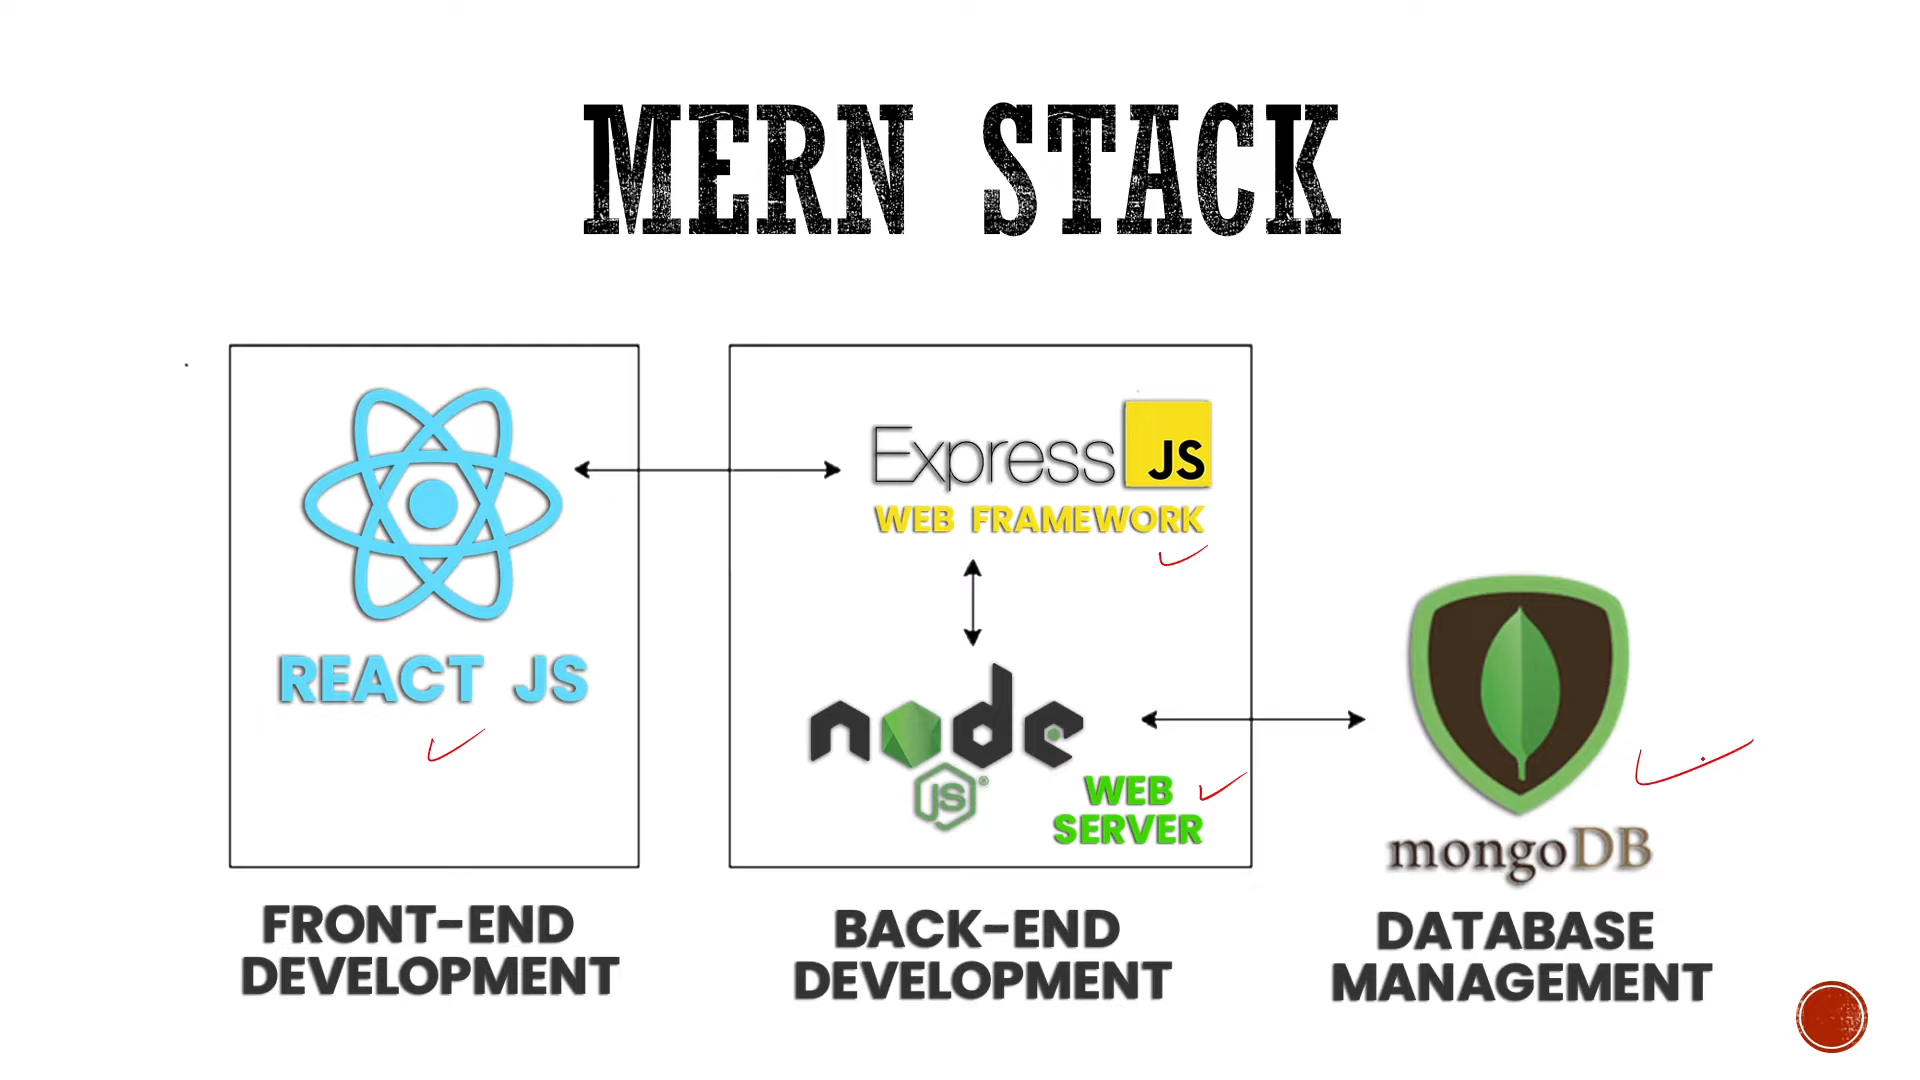 MERN STACK
REACT JS
FRONT-END
DEVELOPMENT
Express JS
WEB FRAMEWORK
node
JS®
WEB
SERVER
BACK-END
DEVELOPMENT
mongoDB
DATABASE
MANAGEMENT